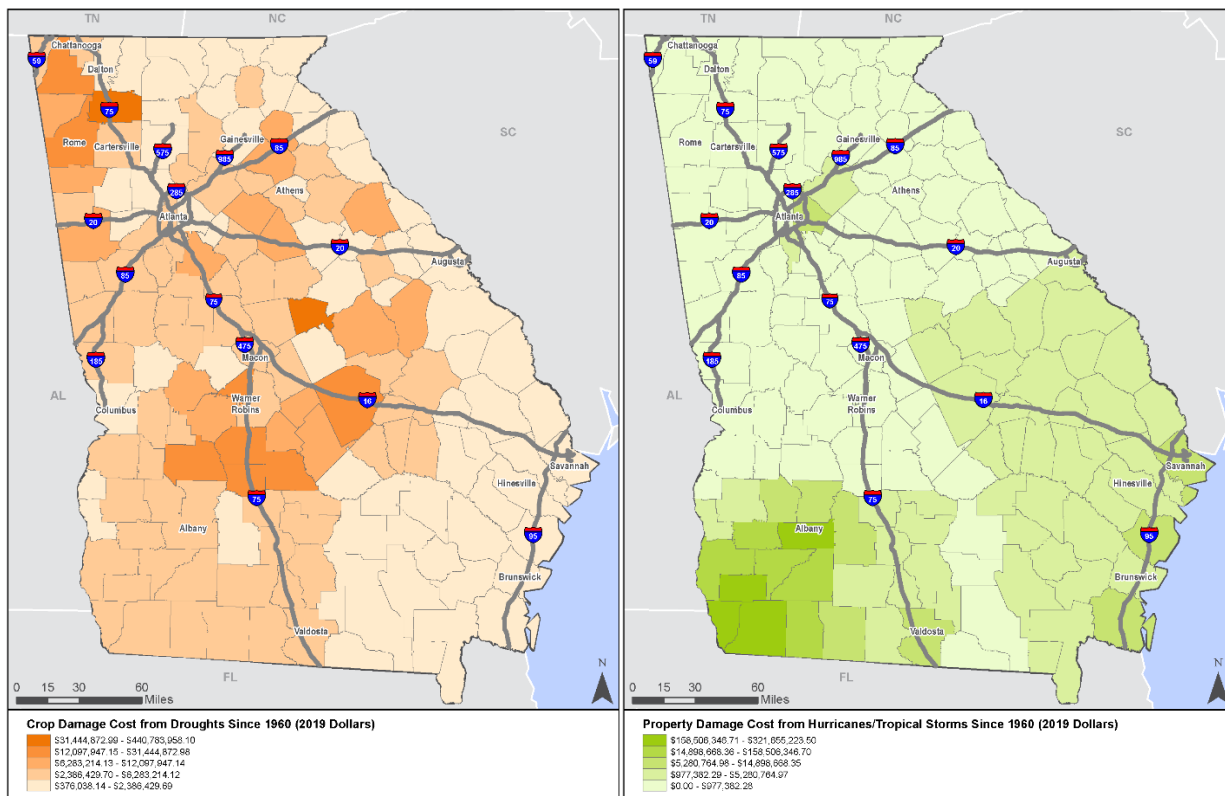 TN
NC
Chattanooga
59
Dalton
75
Rome
Cartersville
575
Gainesville
985
85
SC
285
Athens
20
Atlanta
20
Augusta
85
75
185
475
Macon
AL
Columbus
Warner
Robins
16
Savannah
Hinesville
75
Albany
95
Brunswick
Valdosta
FL
N
0 15 30 60
Miles
Crop Damage Cost from Droughts Since 1960 (2019 Dollars)
$31,444,872.99 - $440,783,958.10
$12,097,947.15 - $31,444,872.98
$6,283,214.13 - $12,097,947.14
$2,386,429.70 - $6,283,214.12
$376,038.14 - $2,386,429.69
TN
NC
Chattanooga
59
Dalton
75
Rome
Cartersville
575
Gainesville
985
85
SC
285
Athens
20
Atlanta
20
Augusta
85
75
185
475
Macon
AL
Columbus
Warner
Robins
16
Savannah
Hinesville
75
Albany
95
Brunswick
Valdosta
FL
N
0 15 30 60
Miles
Property Damage Cost from Hurricanes/Tropical Storms Since 1960 (2019 Dollars)
$158,506,346.71 - $321,655,223.50
$14,898,668.36 - $158,506,346.70
$5,280,764.98 - $14,898,668.35
$977,382.29 - $5,280,764.97
$0.00 - $977,382.28